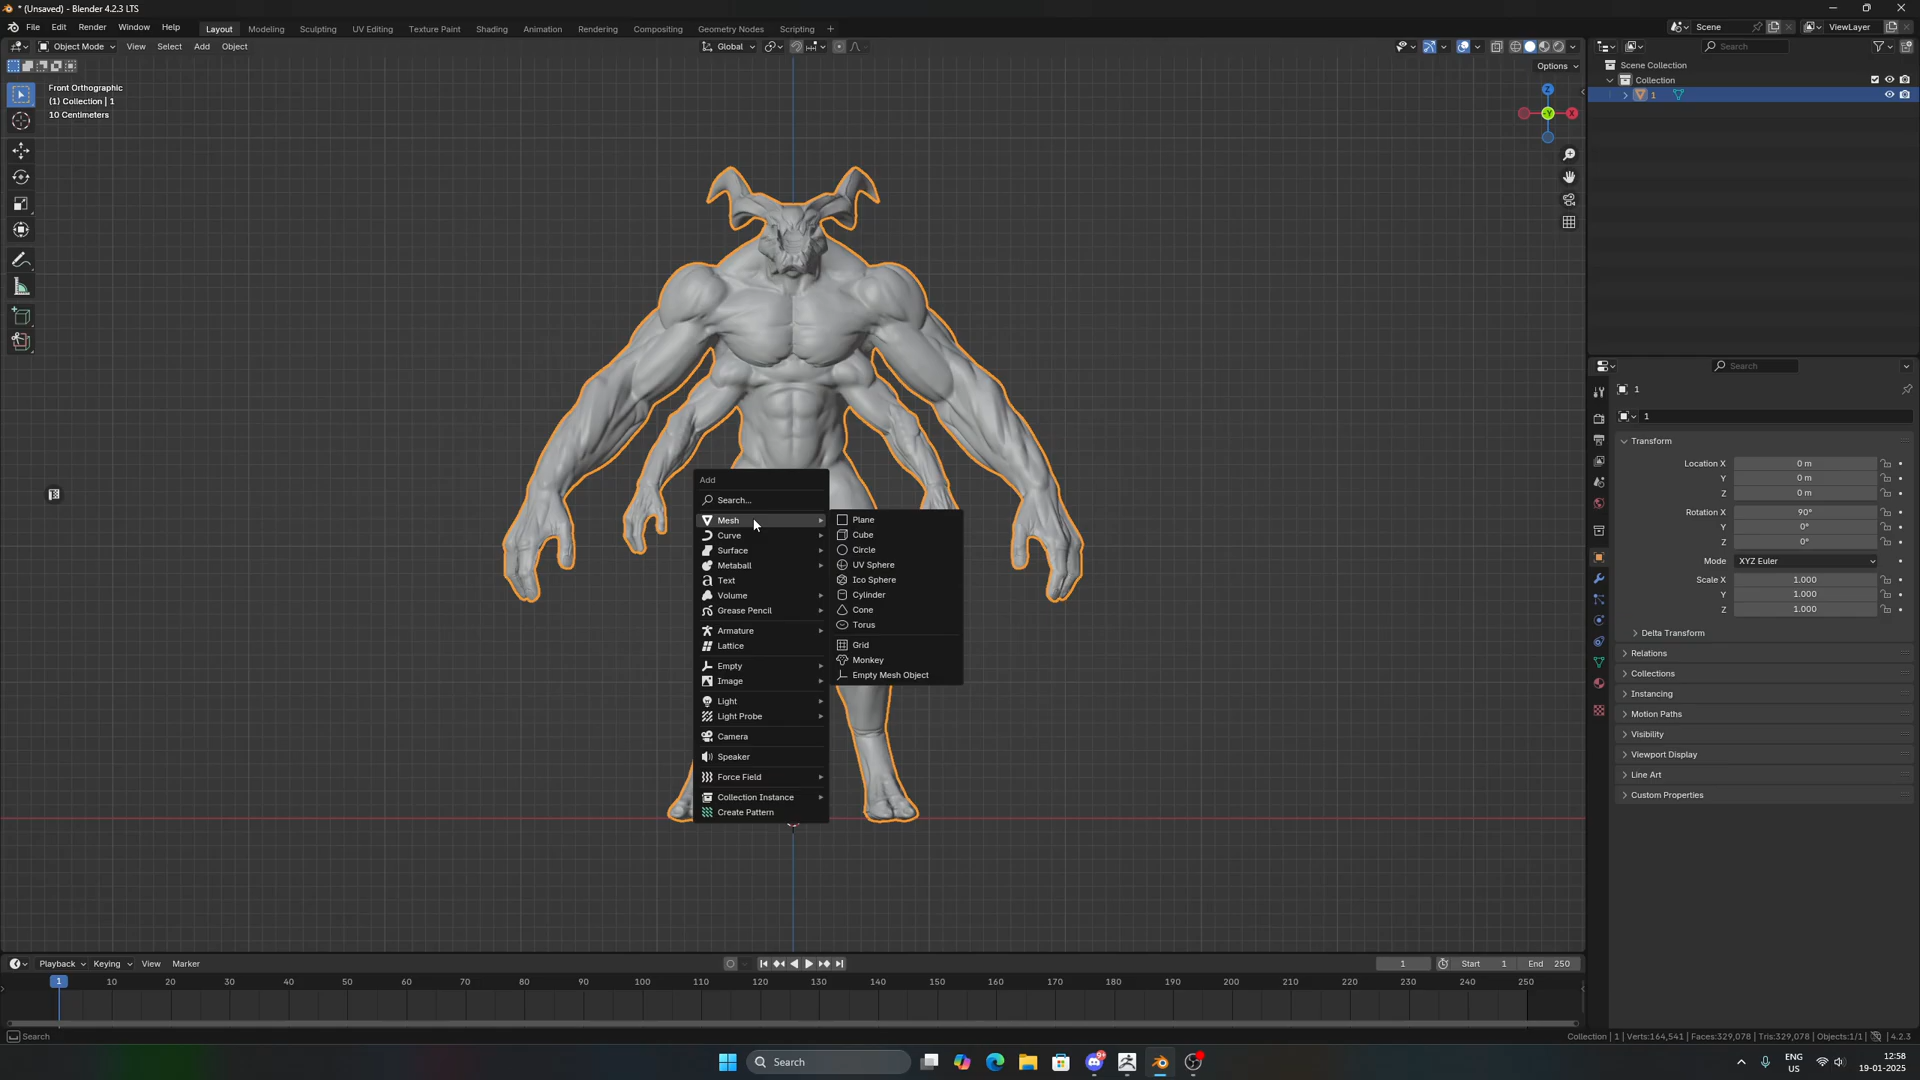 * (Unsaved) - Blender 4.2.3 LTS
File Edit Render Window Help Layout Modeling Sculpting UV Editing Texture Paint Shading Animation Rendering Compositing Geometry Nodes Scripting + Scene ViewLayer
Object Mode View Select Add Object Global Search
Options
Front Orthographic
(1) Collection | 1
10 Centimeters
Scene Collection
Collection
1
Z
Y
X
Search
1
1
Transform
Location X 0 m
Y 0 m
Z 0 m
Rotation X 90°
Y 0°
Z 0°
Mode XYZ Euler
Scale X 1.000
Y 1.000
Z 1.000
Delta Transform
Relations
Collections
Instancing
Motion Paths
Visibility
Viewport Display
Line Art
Custom Properties
Add
Search...
Mesh
Curve
Surface
Metaball
Text
Volume
Grease Pencil
Armature
Lattice
Empty
Image
Light
Light Probe
Camera
Speaker
Force Field
Collection Instance
Create Pattern
Plane
Cube
Circle
UV Sphere
Ico Sphere
Cylinder
Cone
Torus
Grid
Monkey
Empty Mesh Object
Playback Keying View Marker 1 Start 1 End 250
1 10 20 30 40 50 60 70 80 90 100 110 120 130 140 150 160 170 180 190 200 210 220 230 240 250
Search
Collection | 1 | Verts:164,541 | Faces:329,078 | Tris:329,078 | Objects:1/1 | 4.2.3
Search
ENG
US
12:58
19-01-2025